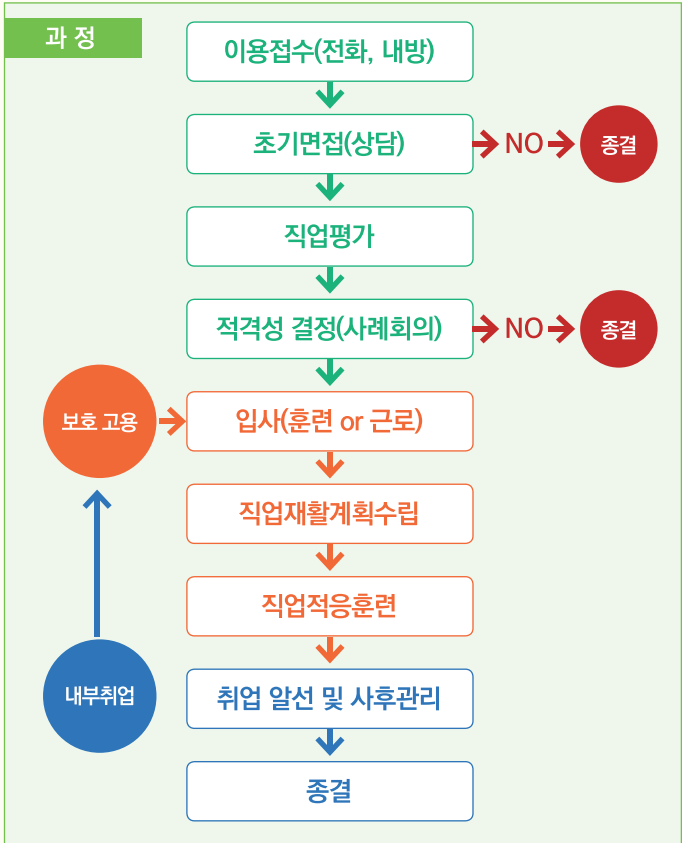 과 정
이용접수(전화, 내방)
초기면접(상담)
NO
종결
직업평가
적격성 결정(사례회의)
NO
종결
보호 고용
입사(훈련 or 근로)
직업재활계획수립
직업적응훈련
내부취업
취업 알선 및 사후관리
종결